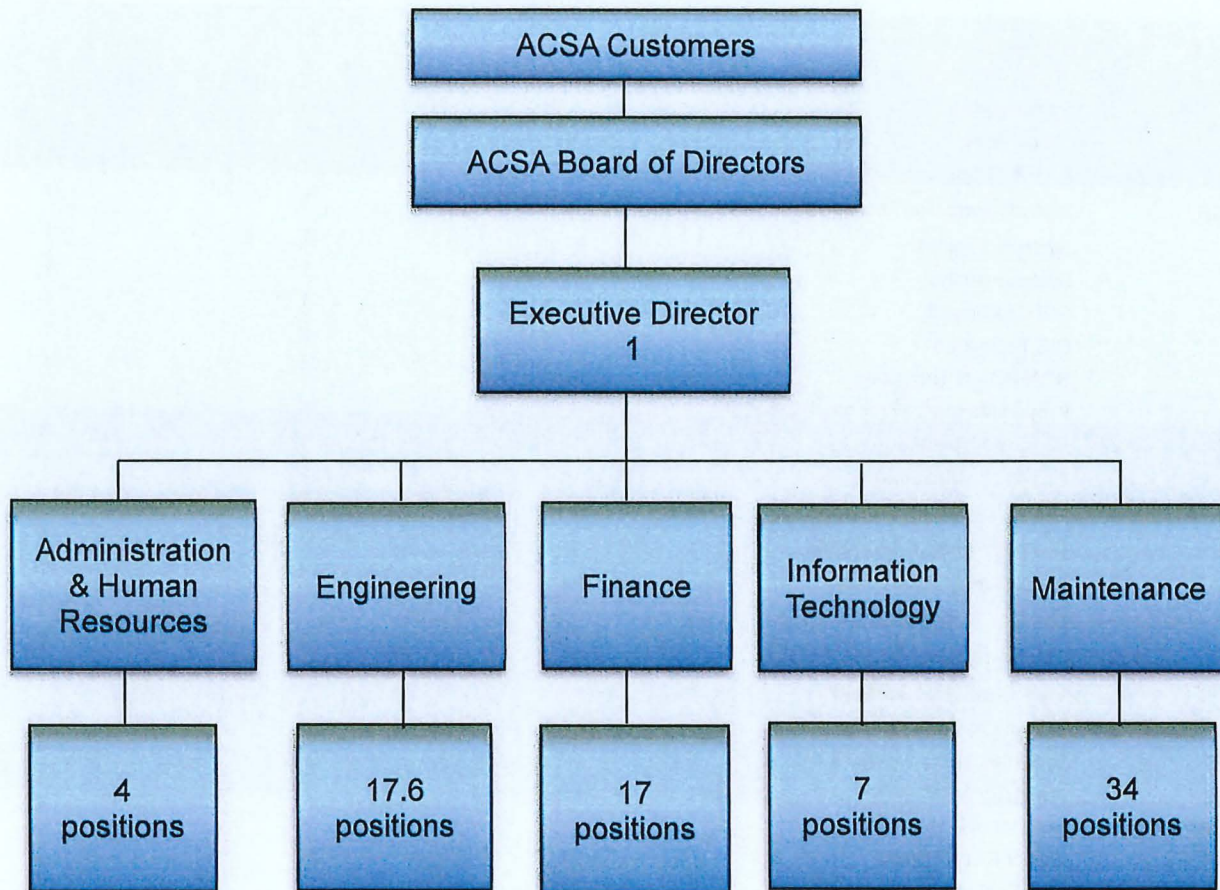 ACSA Customers
ACSA Board of Directors
Executive Director
1
Administration
& Human
Resources
Engineering
Finance
Information
Technology
Maintenance
4
positions
17.6
positions
17
positions
7
positions
34
positions